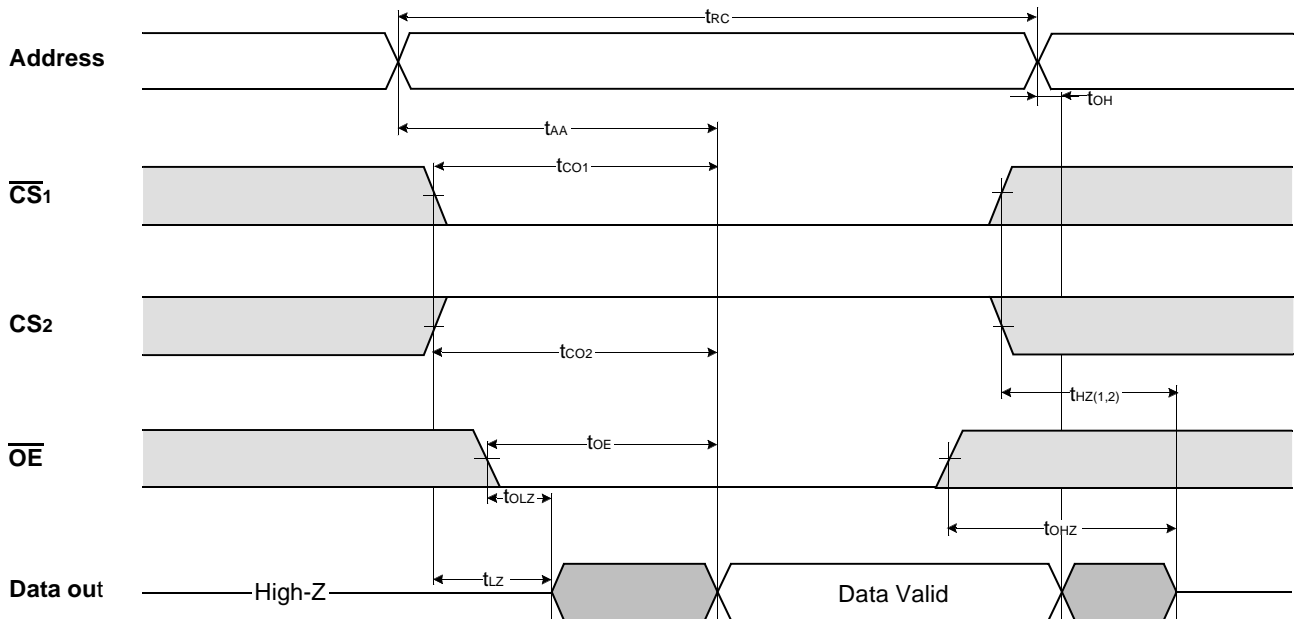 tRC
Address
tOH
tAA
tCO1
CS1
CS2
tCO2
tHZ(1,2)
OE
tOE
tOLZ
tOHZ
Data out
High-Z
tLZ
Data Valid